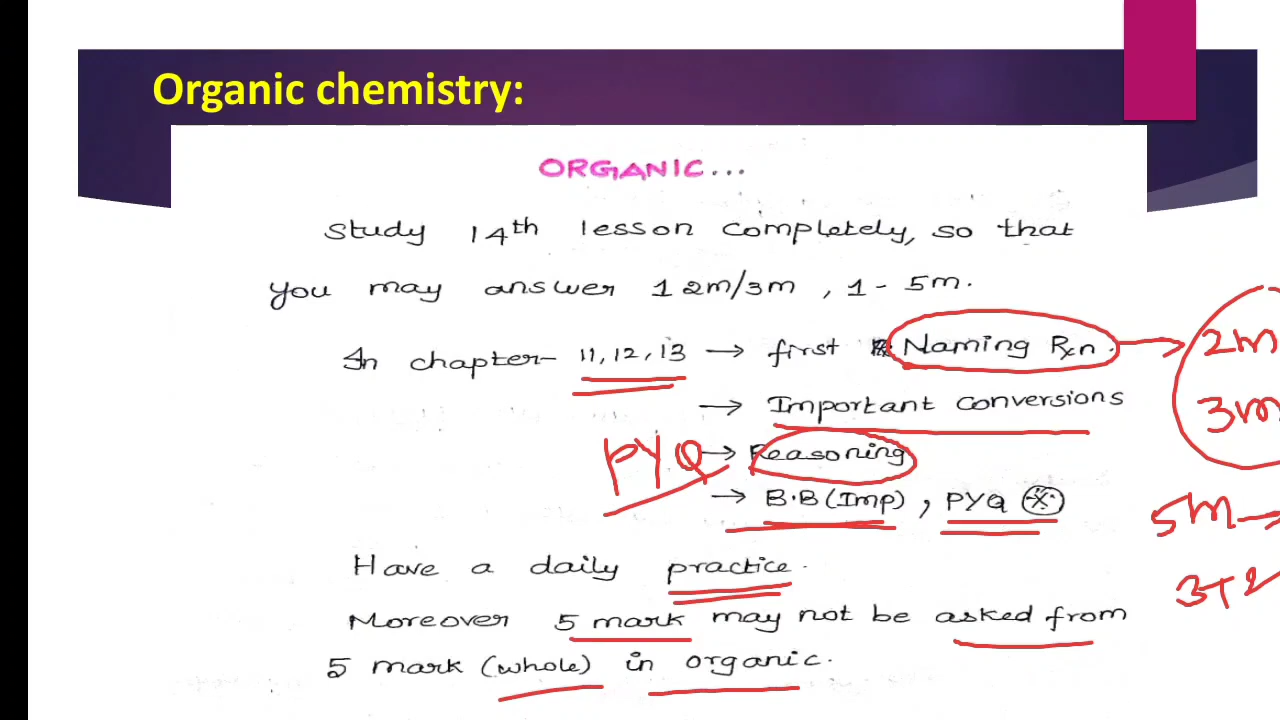 Organic chemistry:
ORGANIC...
Study 14th lesson completely, so that
you may answer 1 2m/3m, 1 - 5m.
In chapter- 11, 12, 13 → first Naming Rxn.
2m
→ Important conversions
3m
PYQ → Reasoning
→ B.B (Imp), PYQ
5m →
Have a daily practice.
3+2
Moreover 5 mark may not be asked from
5 mark (whole) in organic.